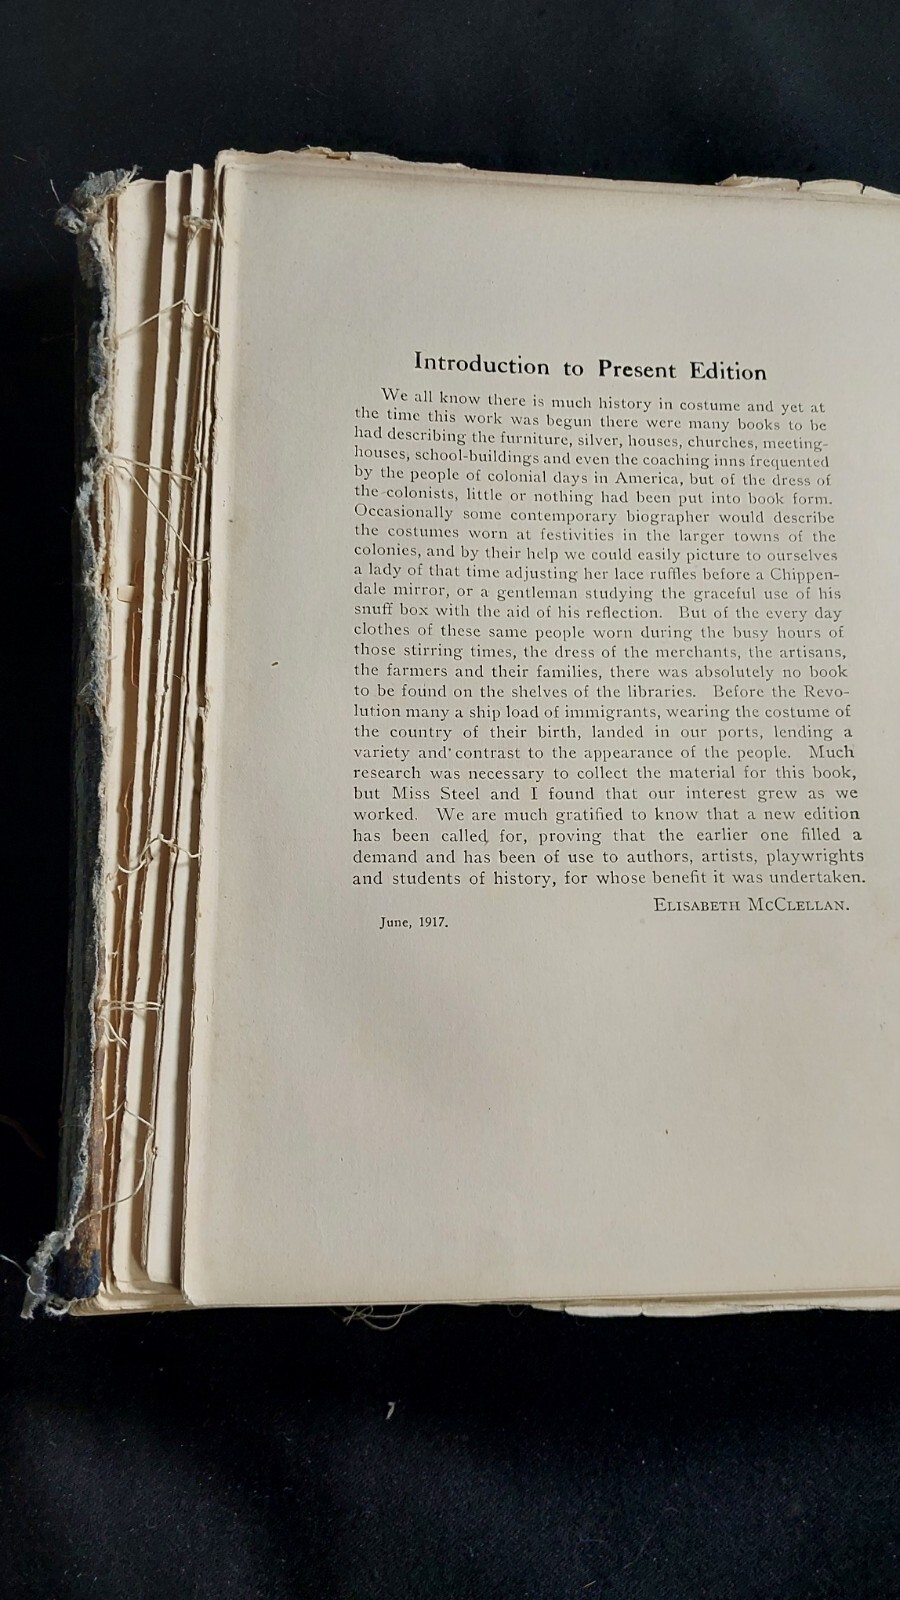 Introduction to Present Edition
We all know there is much history in costume and yet at
the time this work was begun there were many books to be
had describing the furniture, silver, houses, churches, meeting-
houses, school-buildings and even the coaching inns frequented
by the people of colonial days in America, but of the dress of
the colonists, little or nothing had been put into book form.
Occasionally some contemporary biographer would describe
the costumes worn at festivities in the larger towns of the
colonies, and by their help we could easily picture to ourselves
a lady of that time adjusting her lace ruffles before a Chippen-
dale mirror, or a gentleman studying the graceful use of his
snuff box with the aid of his reflection. But of the every day
clothes of these same people worn during the busy hours of
those stirring times, the dress of the merchants, the artisans,
the farmers and their families, there was absolutely no book
to be found on the shelves of the libraries. Before the Revo-
lution many a ship load of immigrants, wearing the costume of
the country of their birth, landed in our ports, lending a
variety and contrast to the appearance of the people. Much
research was necessary to collect the material for this book,
but Miss Steel and I found that our interest grew as we
worked. We are much gratified to know that a new edition
has been called for, proving that the earlier one filled a
demand and has been of use to authors, artists, playwrights
and students of history, for whose benefit it was undertaken.
ELISABETH MCCLELLAN.
June, 1917.